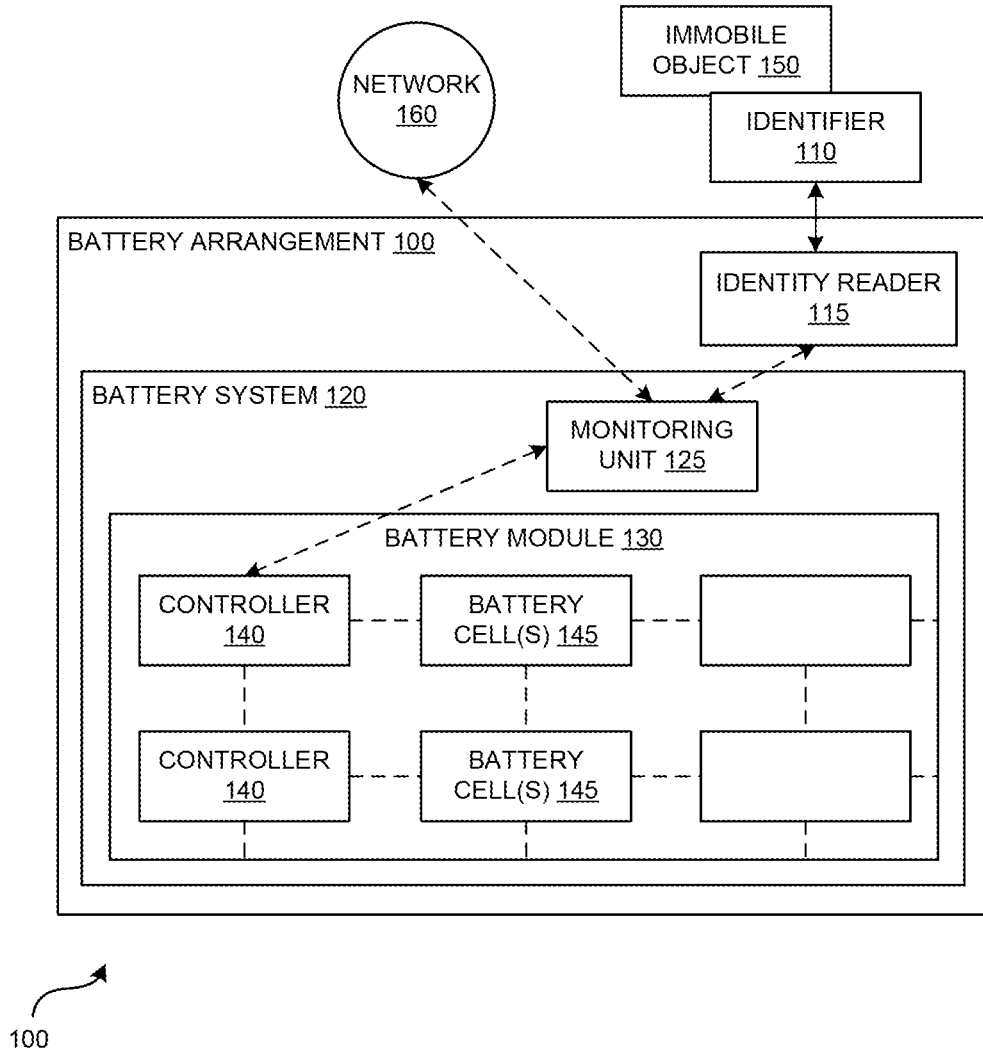 NETWORK
160
IMMOBILE
OBJECT 150
IDENTIFIER
110
BATTERY ARRANGEMENT 100
IDENTITY READER
115
BATTERY SYSTEM 120
MONITORING
UNIT 125
BATTERY MODULE 130
CONTROLLER
140
BATTERY
CELL(S) 145
CONTROLLER
140
BATTERY
CELL(S) 145
100